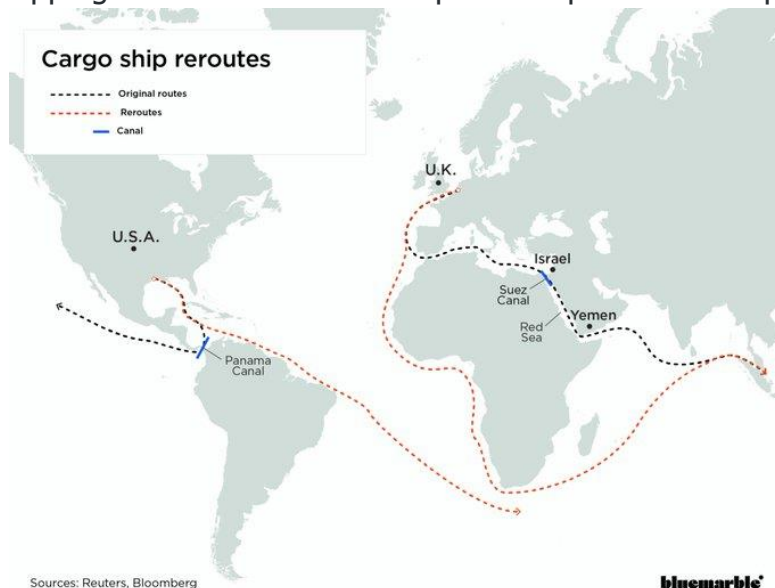 Cargo ship reroutes
Original routes
Reroutes
Canal
U.K.
U.S.A.
Israel
Suez
Canal
Yemen
Red
Sea
Panama
Canal
Sources: Reuters, Bloomberg
bluemarble